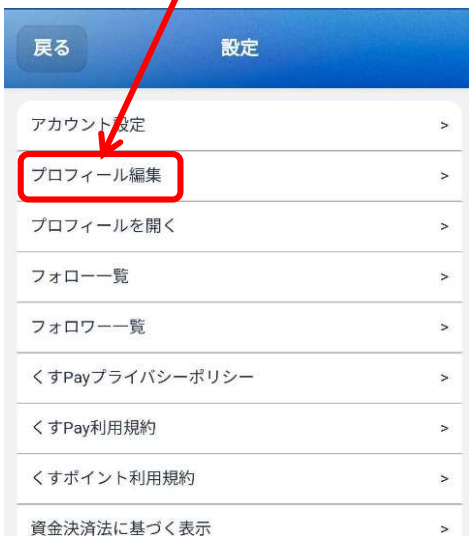 戻る 設定
アカウント設定 >
プロフィール編集 >
プロフィールを開く >
フォロー一覧 >
フォロワー一覧 >
くすPayプライバシーポリシー >
くすPay利用規約 >
くすポイント利用規約 >
資金決済法に基づく表示 >